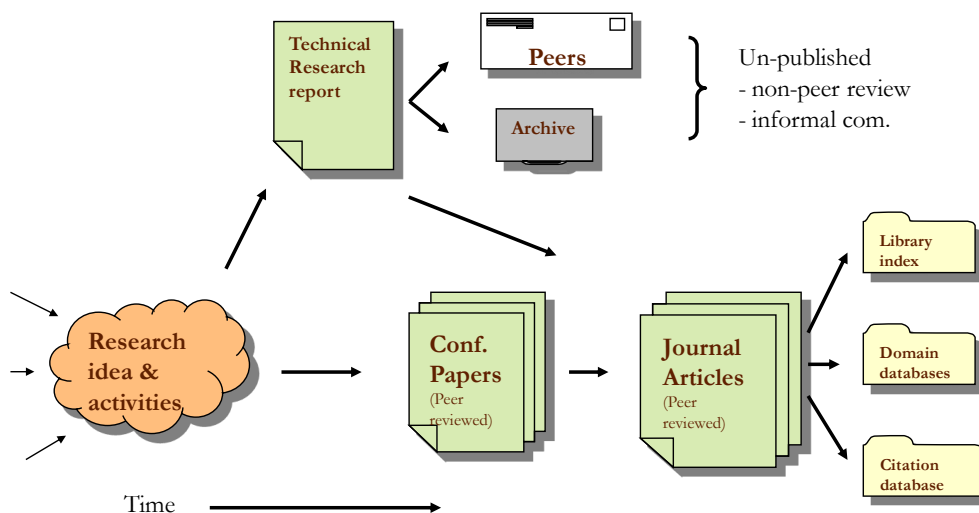 Technical
Research
report
Peers
Archive
Un-published
- non-peer review
- informal com.
Research
idea &
activities
Conf.
Papers
(Peer
reviewed)
Journal
Articles
(Peer
reviewed)
Library
index
Domain
databases
Citation
database
Time